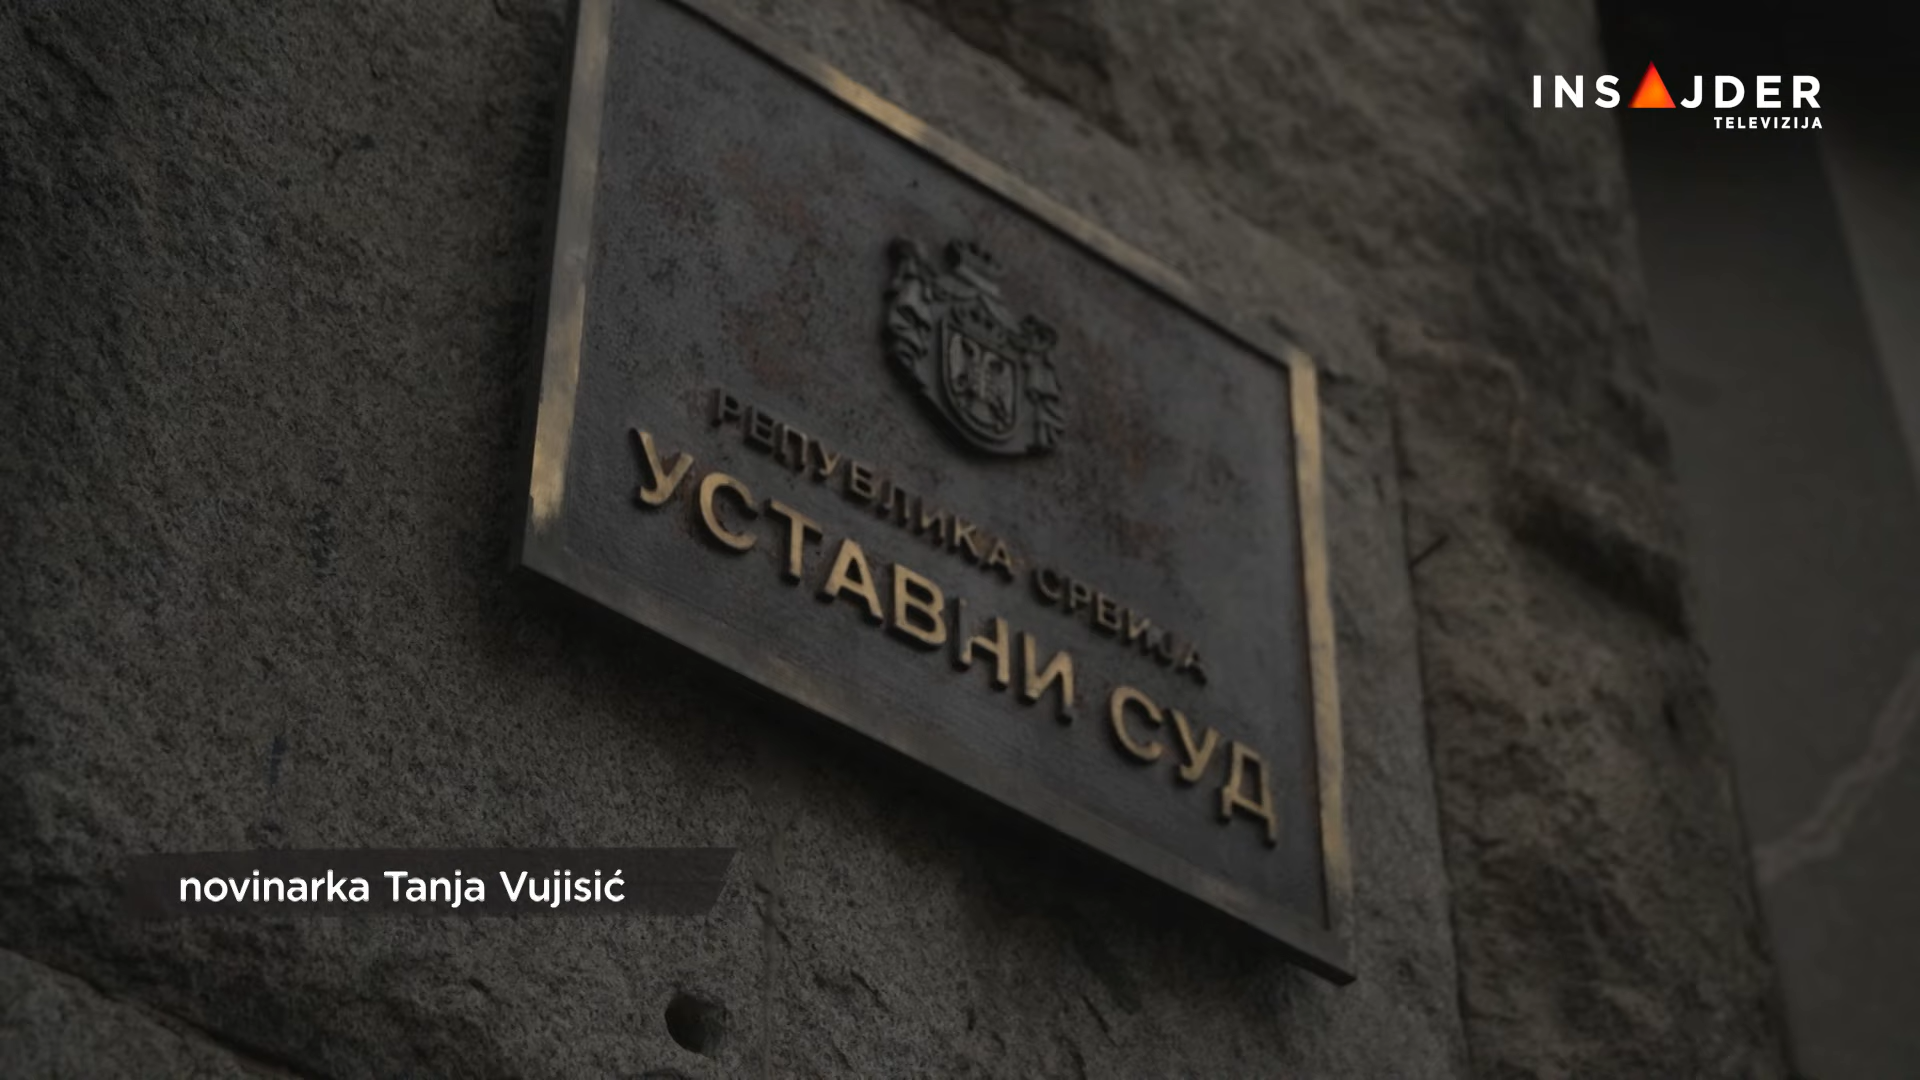 INSAJDER
TELEVIZIJA
РЕПУБЛИКА СРБИЈА
УСТАВНИ СУД
novinarka Tanja Vujisić